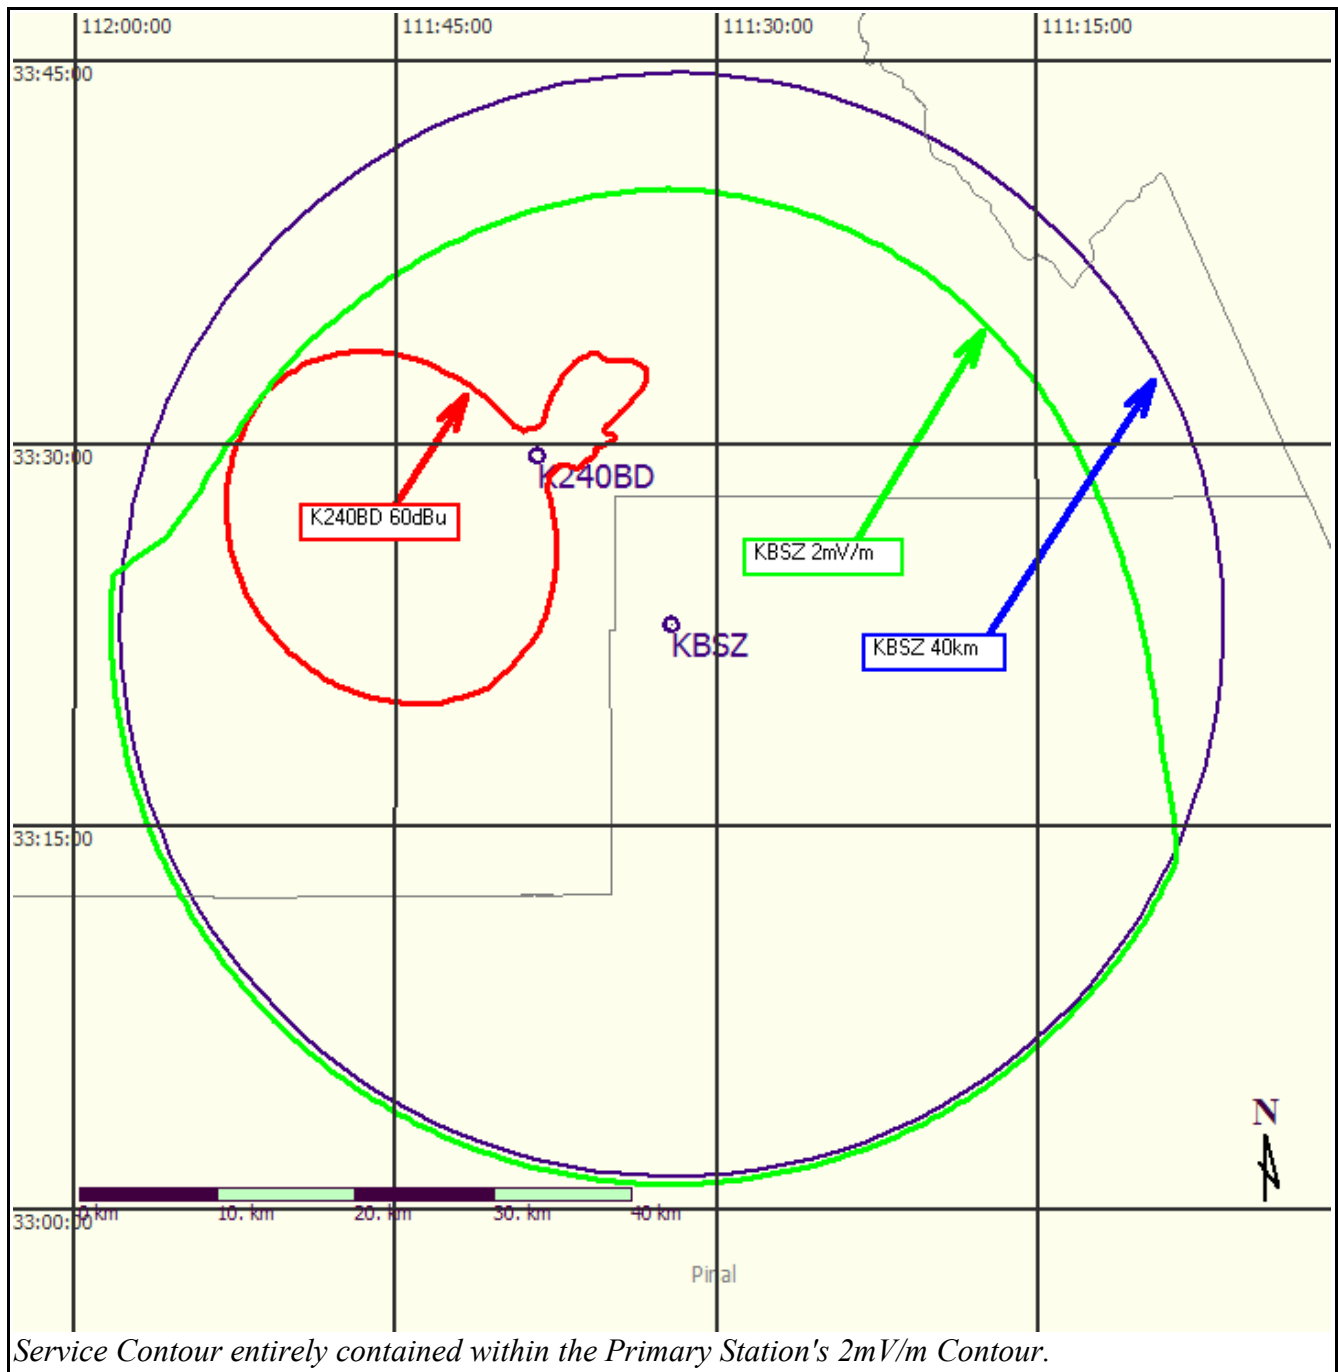 112:00:00
111:45:00
111:30:00
111:15:00
33:45:00
33:30:00
K240BD
K240BD 60dBu
KBSZ 2mV/m
KBSZ
KBSZ 40km
33:15:00
N
0 km 10. km 20. km 30. km 40 km
33:00:00
Pinal
Service Contour entirely contained within the Primary Station's 2mV/m Contour.